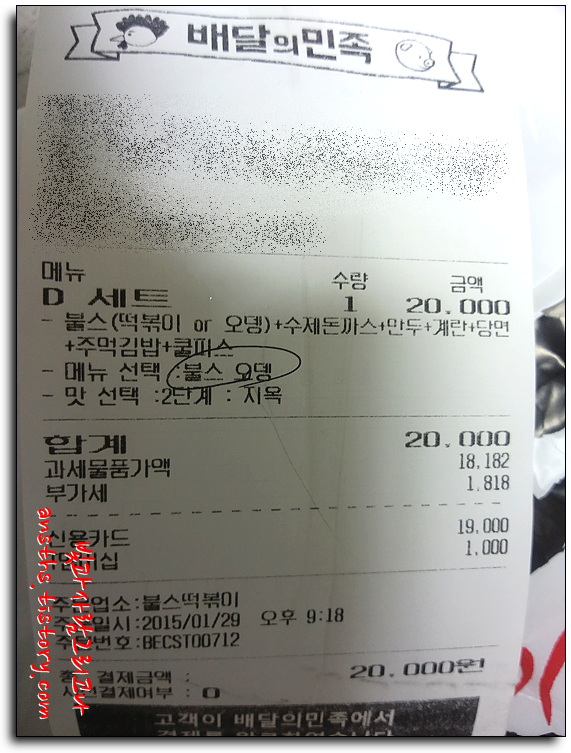 배달의민족
메뉴 수량 금액
D 세트 1 20,000
- 불스(떡볶이 or 오뎅)+수제돈까스+만두+계란+당면
+주먹김밥+쿨피스
- 메뉴 선택 :불스 오뎅
- 맛 선택 :2단계 : 지옥
합계 20,000
과세물품가액 18,182
부가세 1,818
신용카드 19,000
1,000
주문업소:불스떡볶이
주문일시:2015/01/29 오후 9:18
주문번호:BECST00712
결제금액 : 20,000원
결제여부 : O
고객이 배달의민족에서
ansths.tistory.com